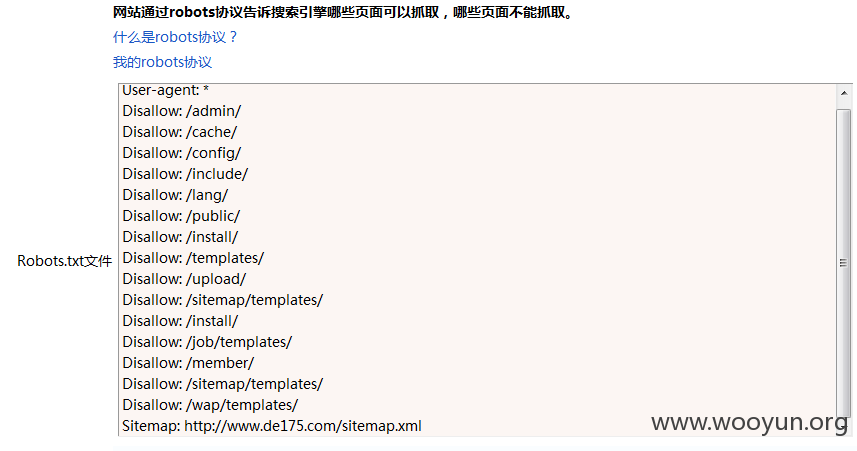 网站通过robots协议告诉搜索引擎哪些页面可以抓取，哪些页面不能抓取。
什么是robots协议？
我的robots协议
Robots.txt文件
User-agent: *
Disallow: /admin/
Disallow: /cache/
Disallow: /config/
Disallow: /include/
Disallow: /lang/
Disallow: /public/
Disallow: /install/
Disallow: /templates/
Disallow: /upload/
Disallow: /sitemap/templates/
Disallow: /install/
Disallow: /job/templates/
Disallow: /member/
Disallow: /sitemap/templates/
Disallow: /wap/templates/
Sitemap: http://www.de175.com/sitemap.xml
www.wooyun.org